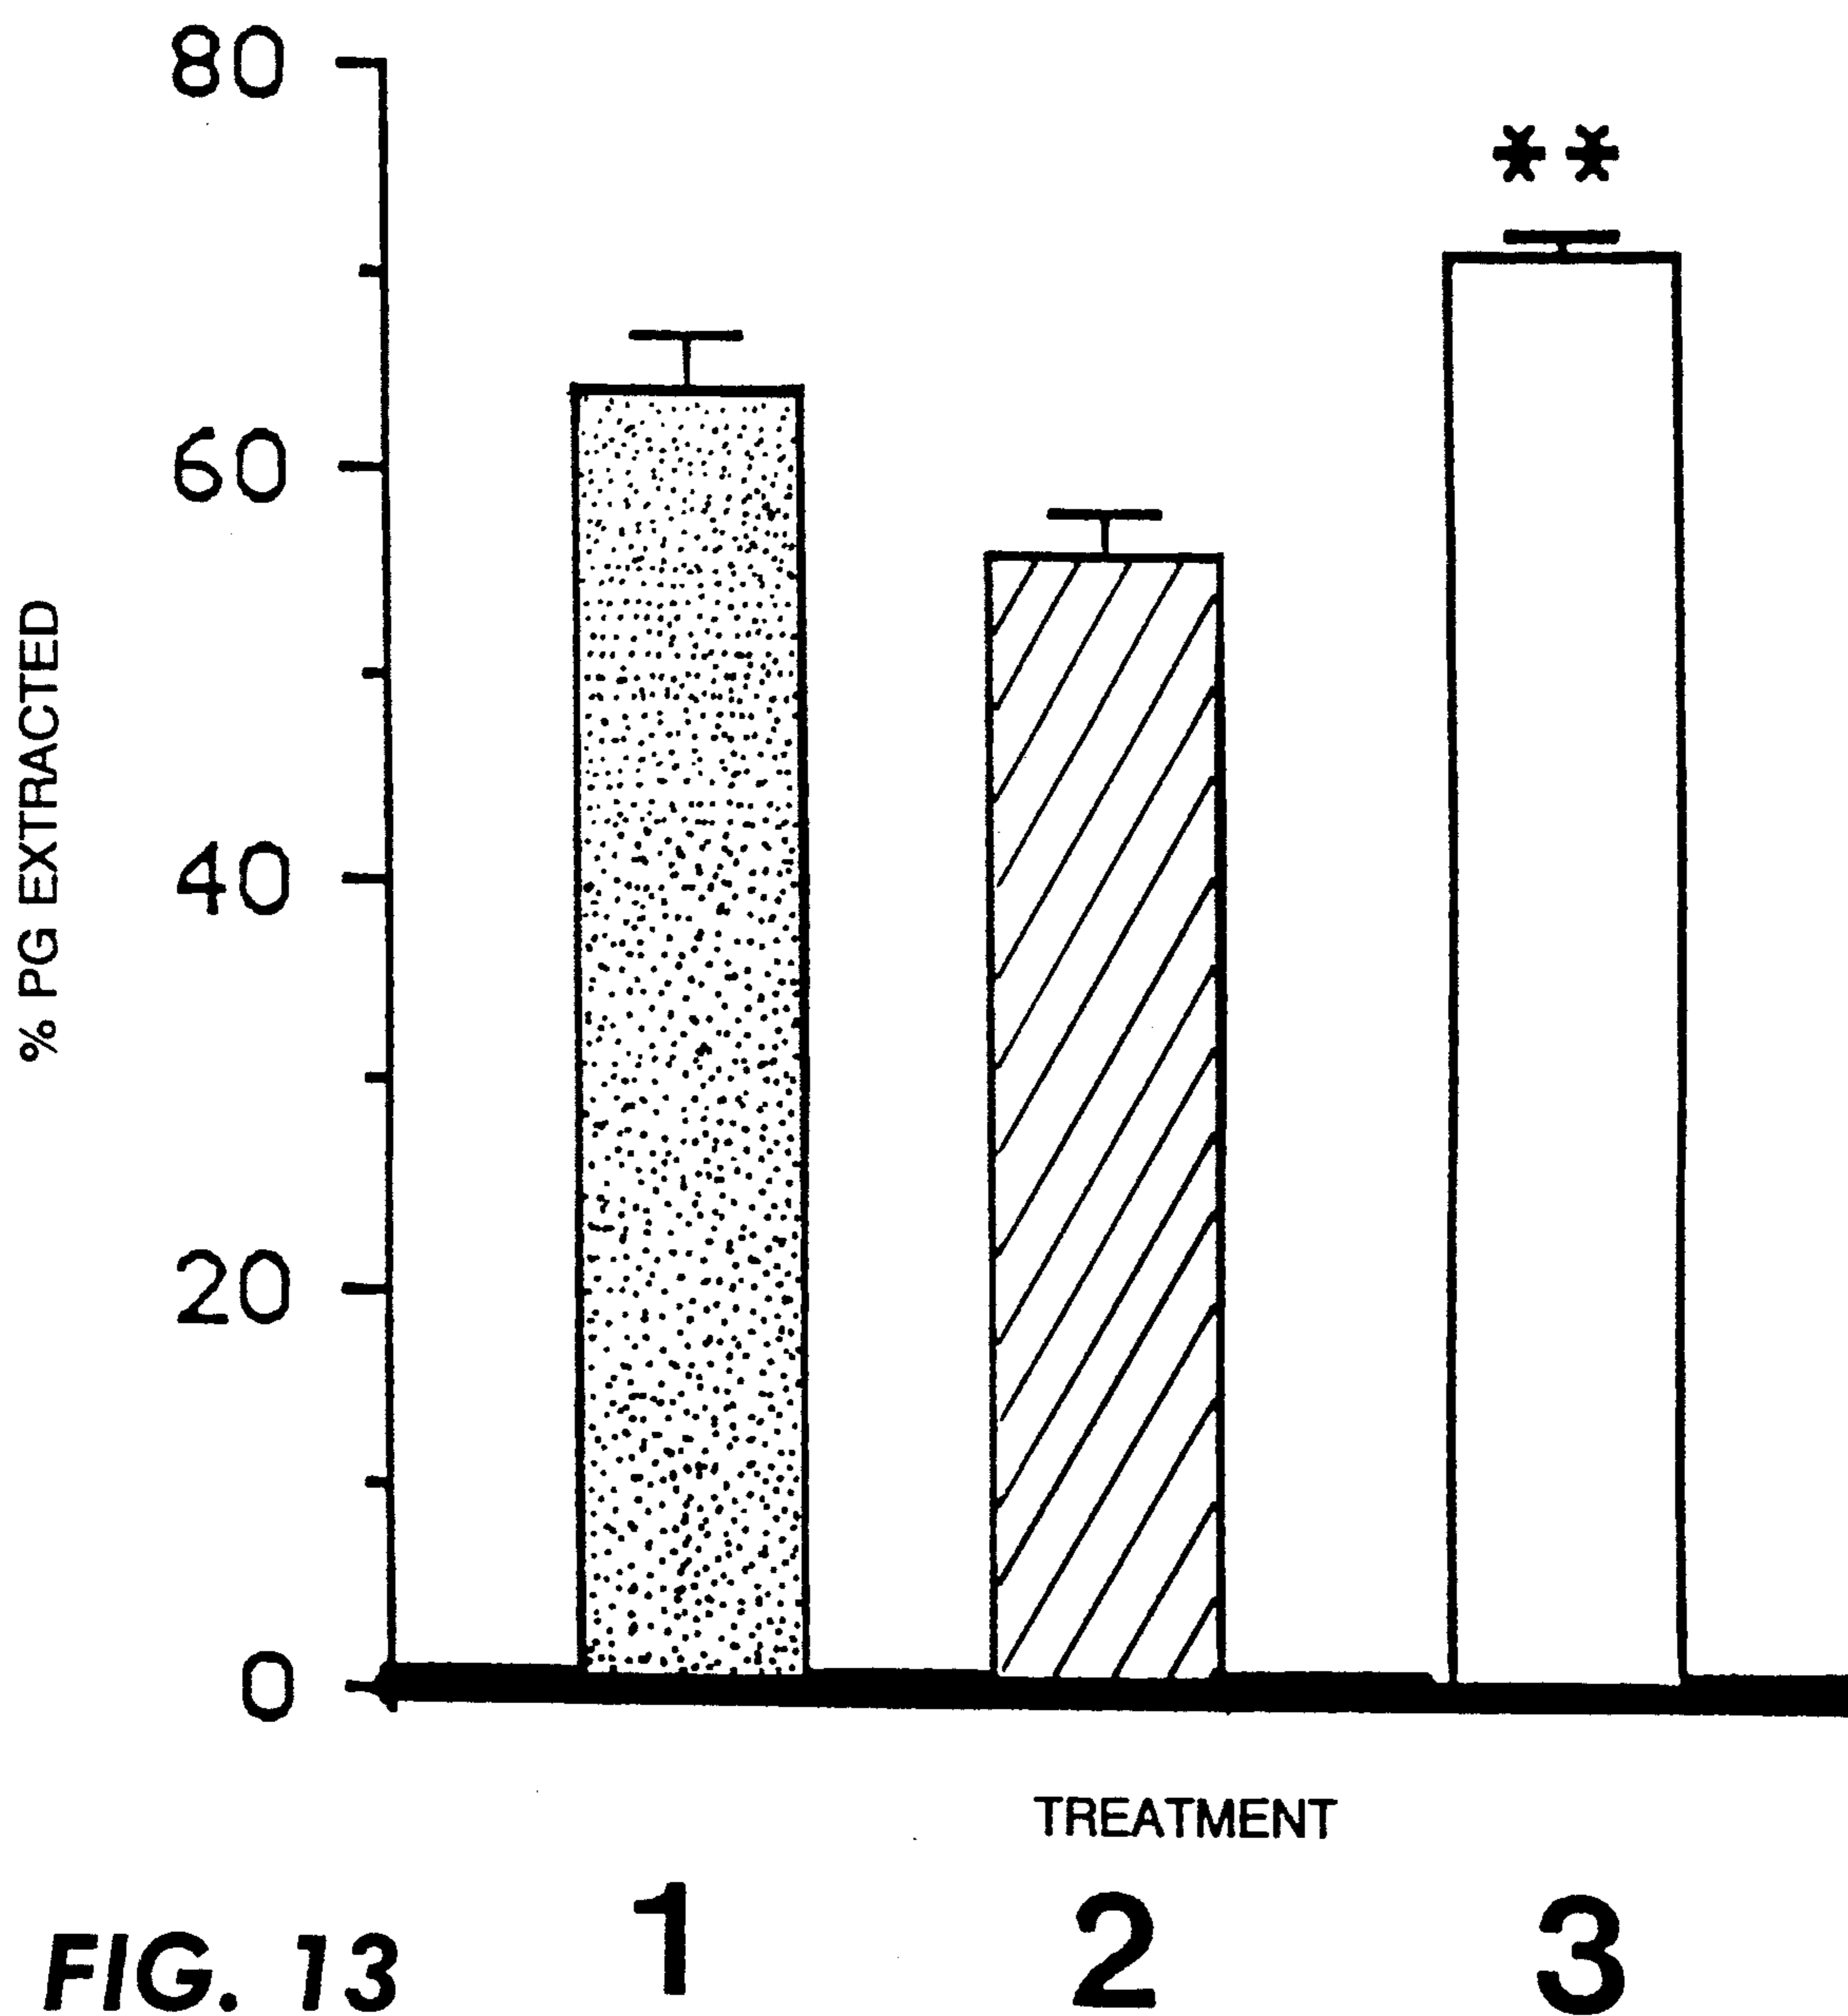 80
**
60
% PG EXTRACTED
40
20
0
TREATMENT
1 2 3
FIG. 13